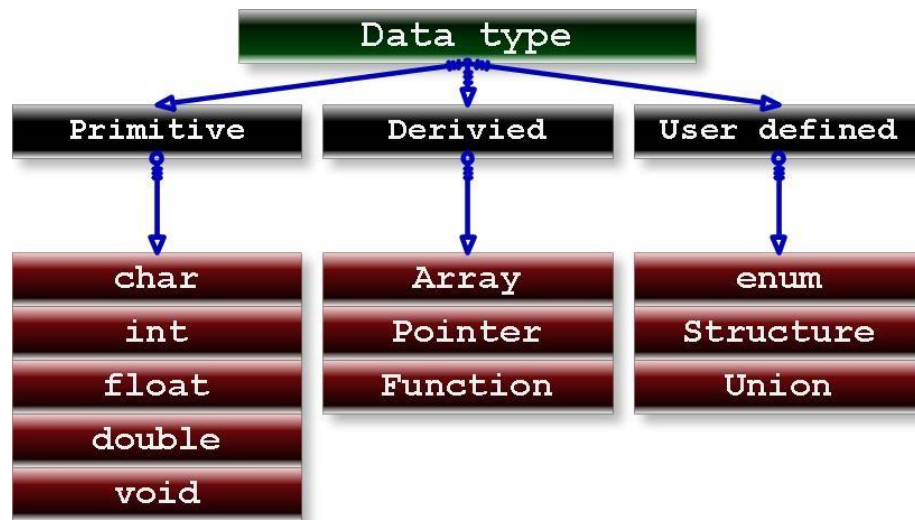 Data type
Primitive
Derivied
User defined
char
int
float
double
void
Array
Pointer
Function
enum
Structure
Union